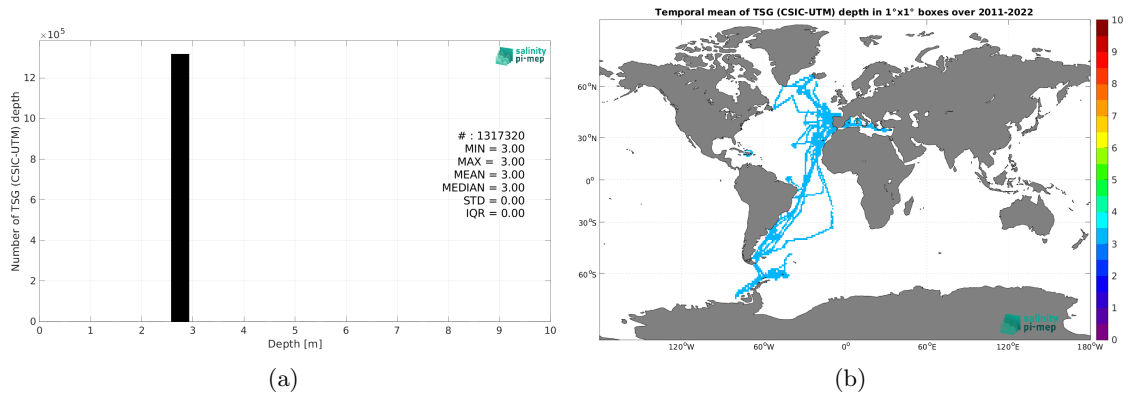 ×10⁵
12
10
8
6
4
2
0
0 1 2 3 4 5 6 7 8 9 10
Number of TSG (CSIC-UTM) depth
Depth [m]
salinity
pi-mep
# : 1317320
MIN = 3.00
MAX = 3.00
MEAN = 3.00
MEDIAN = 3.00
STD = 0.00
IQR = 0.00
(a)
Temporal mean of TSG (CSIC-UTM) depth in 1°x1° boxes over 2011-2022
60°N
30°N
0°
30°S
60°S
120°W 60°W 0° 60°E 120°E 180°W
salinity
pi-mep
10
9
8
7
6
5
4
3
2
1
0
(b)